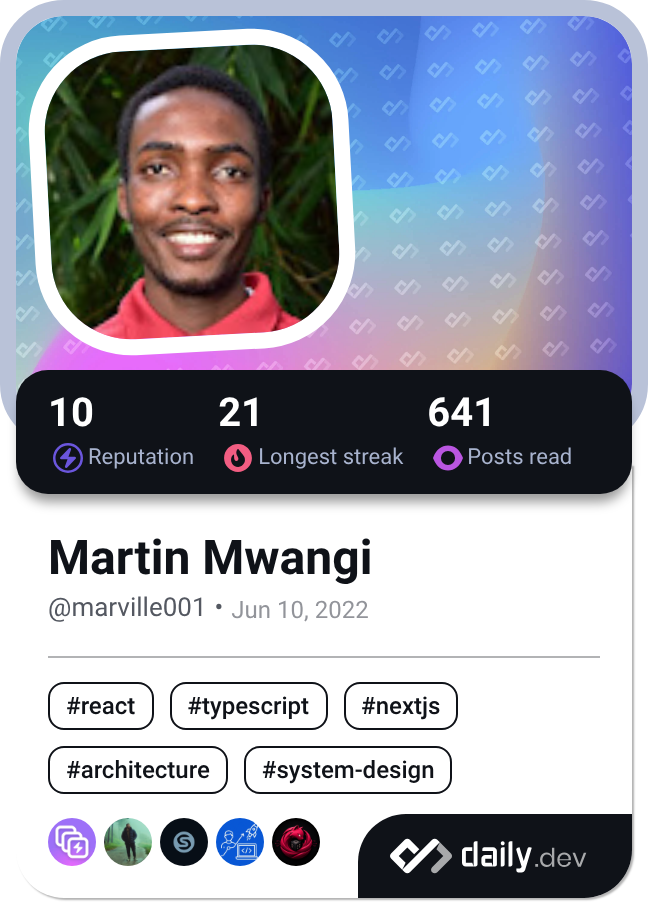 10 21 641
Reputation Longest streak Posts read
Martin Mwangi
@marville001 • Jun 10, 2022
#react #typescript #nextjs
#architecture #system-design
daily.dev